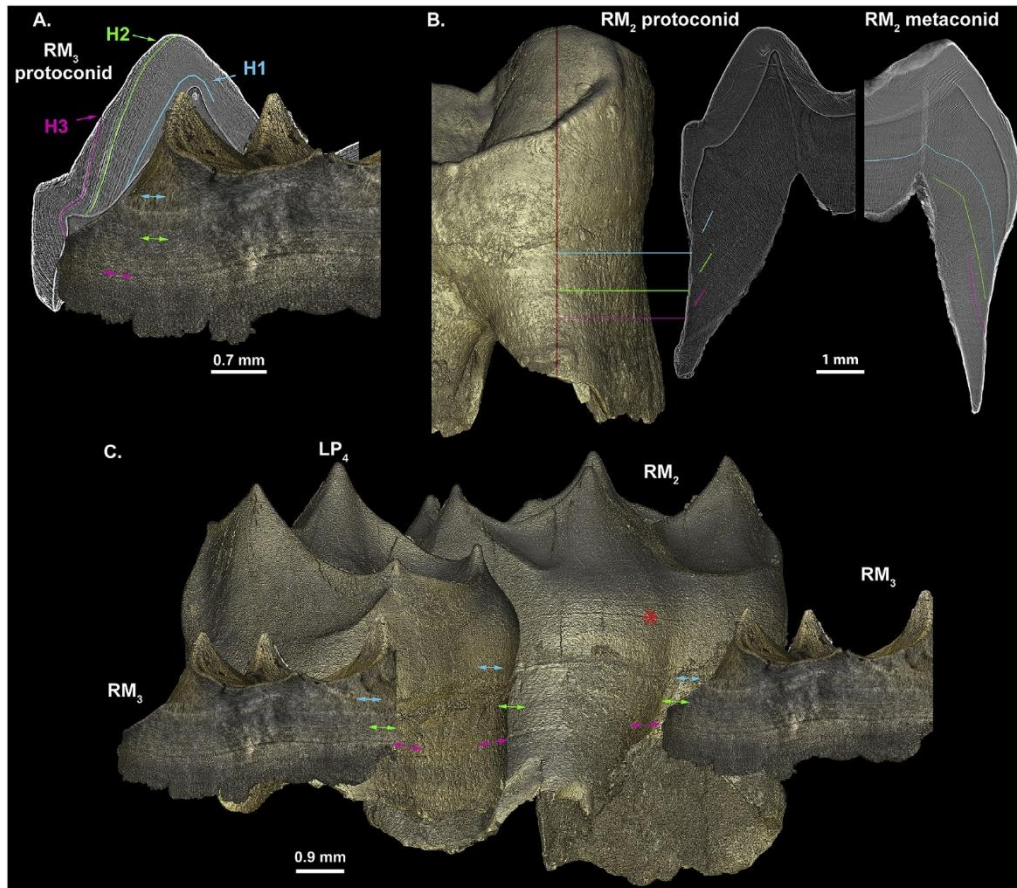 A.
H2
RM₃
protoconid
H1
H3
0.7 mm
B.
RM₂ protoconid
RM₂ metaconid
1 mm
C.
LP₄
RM₂
RM₃
RM₃
0.9 mm